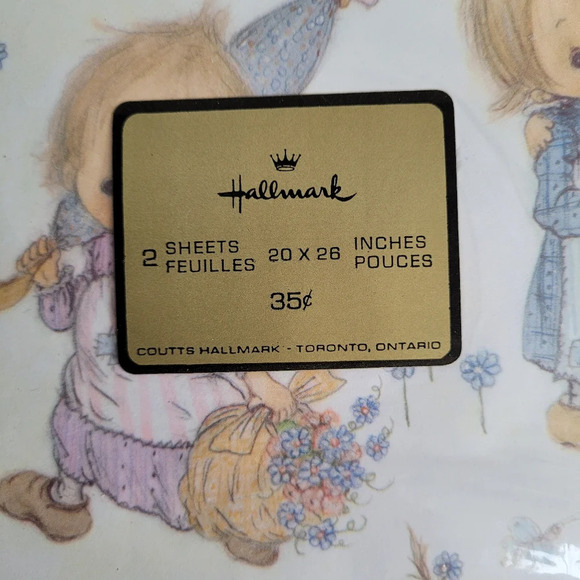 Hallmark
2 SHEETS FEUILLES 20 X 26 INCHES POUCES
35¢
COUTTS HALLMARK - TORONTO, ONTARIO